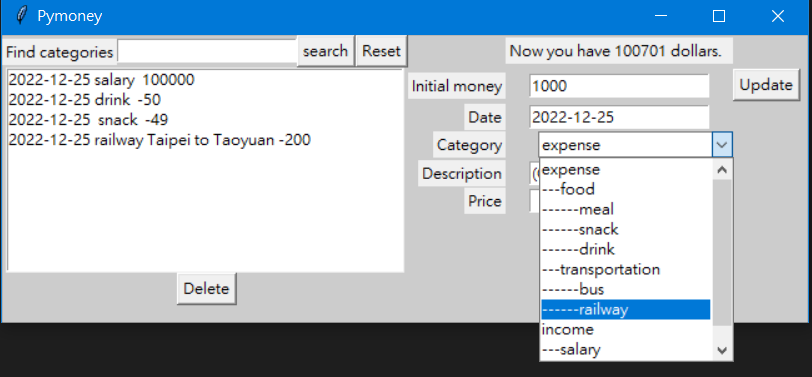 Pymoney
Find categories search Reset
Now you have 100701 dollars.
2022-12-25 salary 100000
2022-12-25 drink -50
2022-12-25 snack -49
2022-12-25 railway Taipei to Taoyuan -200
Delete
Initial money 1000 Update
Date 2022-12-25
Category expense
Description
Price
expense
---food
------meal
------snack
------drink
---transportation
------bus
------railway
income
---salary